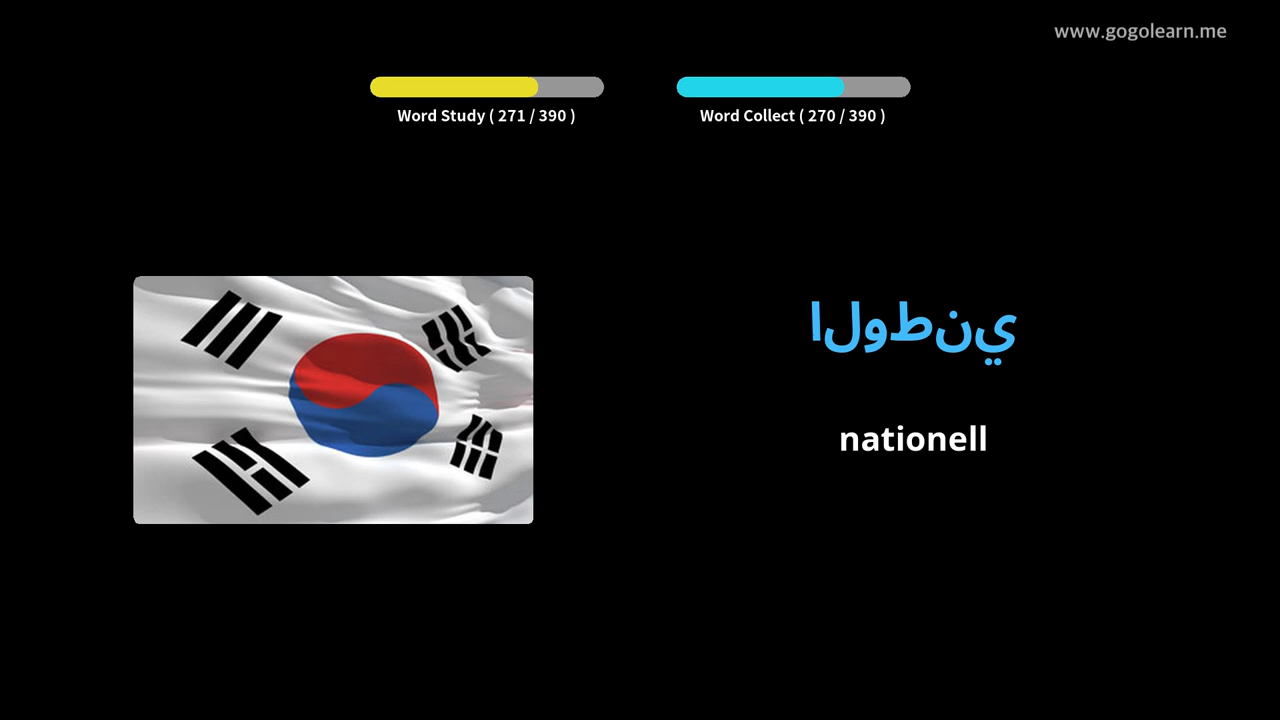 www.gogolearn.me
Word Study ( 271 / 390 )
Word Collect ( 270 / 390 )
الوطني
nationell